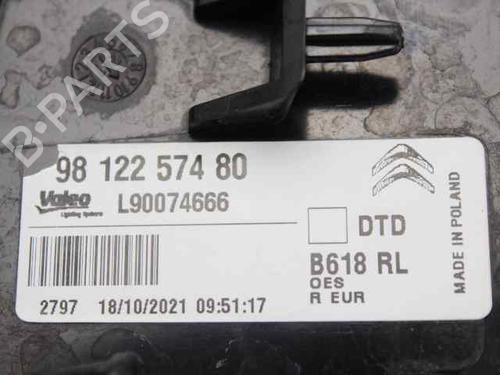 B-PARTS
98 122 574 80
Valeo
Lighting Systems
L90074666
DTD
B618 RL
OES
R EUR
MADE IN POLAND
2797 18/10/2021 09:51:17